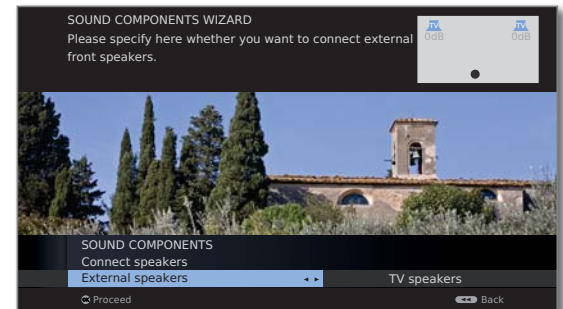 SOUND COMPONENTS WIZARD
Please specify here whether you want to connect external
front speakers.
TV TV
0dB 0dB
SOUND COMPONENTS
Connect speakers
External speakers TV speakers
OK Proceed Back